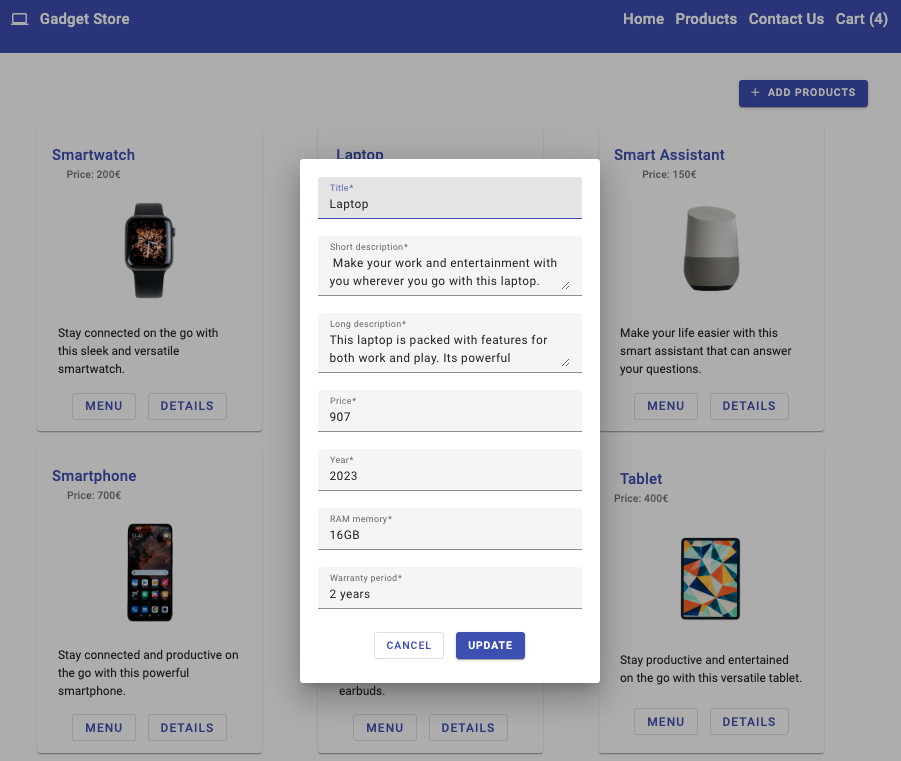 Gadget Store
Home Products Contact Us Cart (4)
+ ADD PRODUCTS
Smartwatch
Price: 200€
Stay connected on the go with
this sleek and versatile
smartwatch.
MENU DETAILS
Laptop
Smart Assistant
Price: 150€
Make your life easier with this
smart assistant that can answer
your questions.
MENU DETAILS
Title*
Laptop
Short description*
Make your work and entertainment with
you wherever you go with this laptop.
Long description*
This laptop is packed with features for
both work and play. Its powerful
Price*
907
Year*
2023
RAM memory*
16GB
Warranty period*
2 years
CANCEL UPDATE
Smartphone
Price: 700€
Stay connected and productive on
the go with this powerful
smartphone.
MENU DETAILS
earbuds.
MENU DETAILS
Tablet
Price: 400€
Stay productive and entertained
on the go with this versatile tablet.
MENU DETAILS